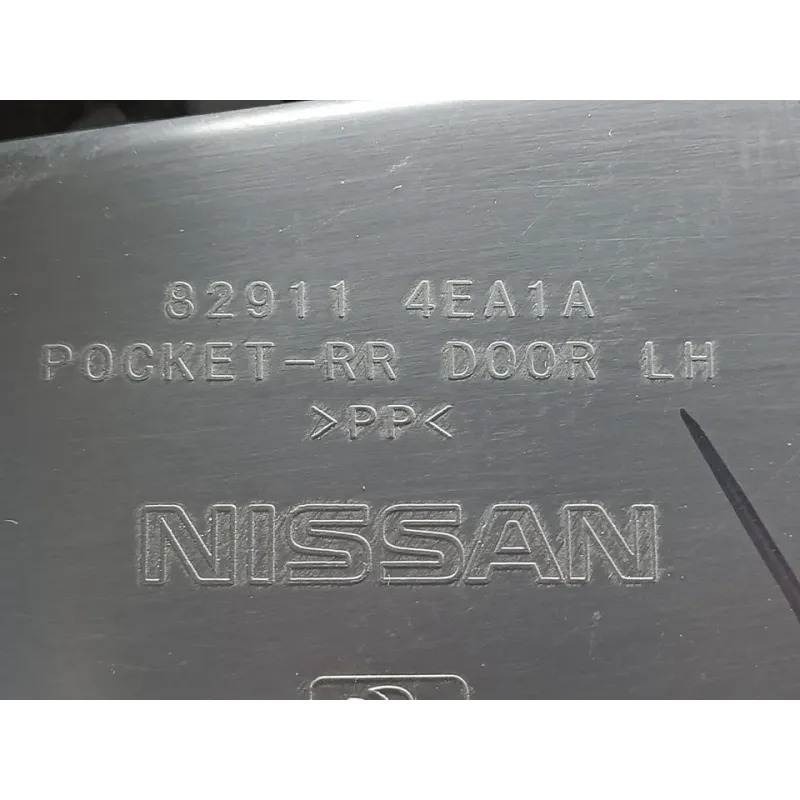 82911 4EA1A
POCKET-RR DOOR LH
>PP<
NISSAN